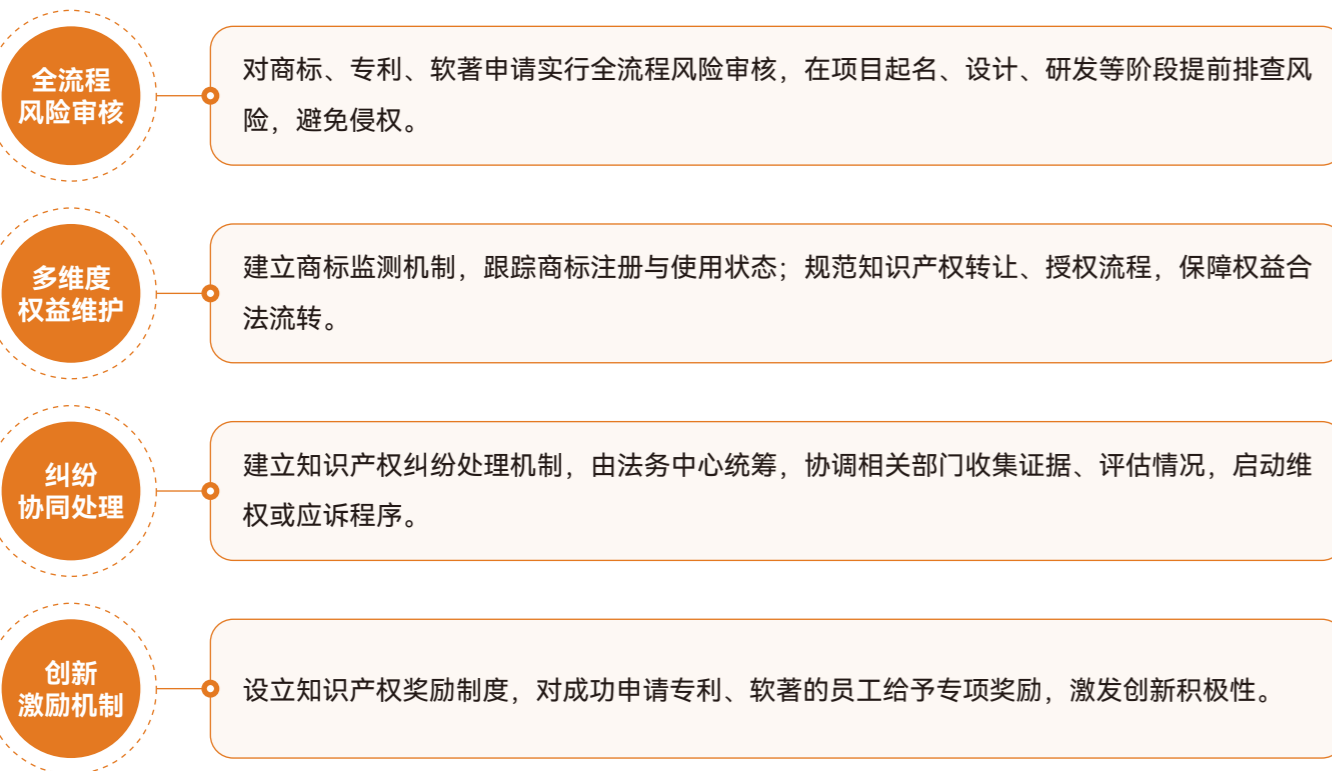 全流程
风险审核
对商标、专利、软著申请实行全流程风险审核，在项目起名、设计、研发等阶段提前排查风
险，避免侵权。
多维度
权益维护
建立商标监测机制，跟踪商标注册与使用状态；规范知识产权转让、授权流程，保障权益合
法流转。
纠纷
协同处理
建立知识产权纠纷处理机制，由法务中心统筹，协调相关部门收集证据、评估情况，启动维
权或应诉程序。
创新
激励机制
设立知识产权奖励制度，对成功申请专利、软著的员工给予专项奖励，激发创新积极性。